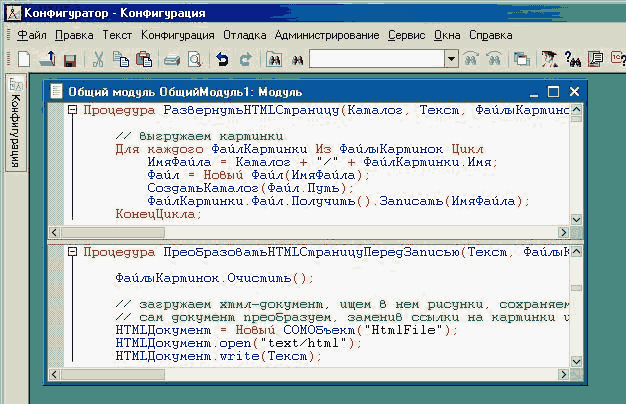 Конфигуратор - Конфигурация
Файл Правка Текст Конфигурация Отладка Администрирование Сервис Окна Справка
Конфигурация
Общий модуль ОбщийМодуль1: Модуль
Процедура РазвернутьHTMLСтраницу(Каталог, Текст, ФайлыКартинок
// выгружаем картинки
Для каждого ФайлКартинки Из ФайлыКартинок Цикл
ИмяФайла = Каталог + "/" + ФайлКартинки.Имя;
Файл = Новый Файл(ИмяФайла);
СоздатьКаталог(Файл.Путь);
ФайлКартинки.Файл.Получить().Записать(ИмяФайла);
КонецЦикла;
Процедура ПреобразоватьHTMLСтраницуПередЗаписью(Текст, ФайлыК
ФайлыКартинок.Очистить();
// загружаем хтмл-документ, ищем в нем рисунки, сохраняем
// сам документ преобразуем, заменив ссылки на картинки и
HTMLДокумент = Новый COMОбъект("HtmlFile");
HTMLДокумент.open("text/html");
HTMLДокумент.write(Текст);